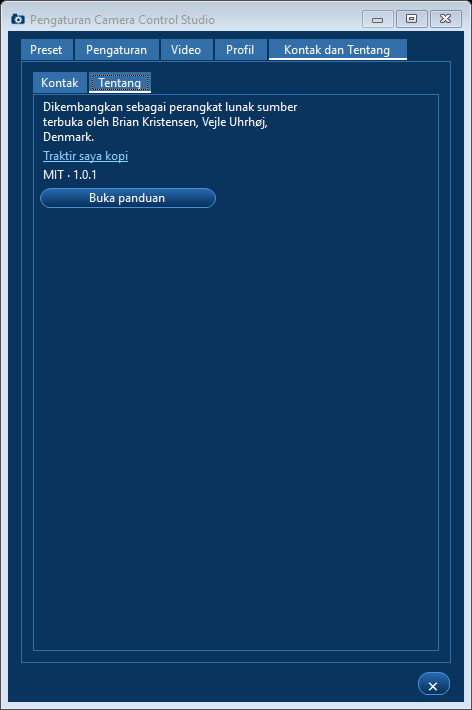 Pengaturan Camera Control Studio
Preset Pengaturan Video Profil Kontak dan Tentang
Kontak Tentang
Dikembangkan sebagai perangkat lunak sumber
terbuka oleh Brian Kristensen, Vejle Uhrhøj,
Denmark.
Traktir saya kopi
MIT · 1.0.1
Buka panduan